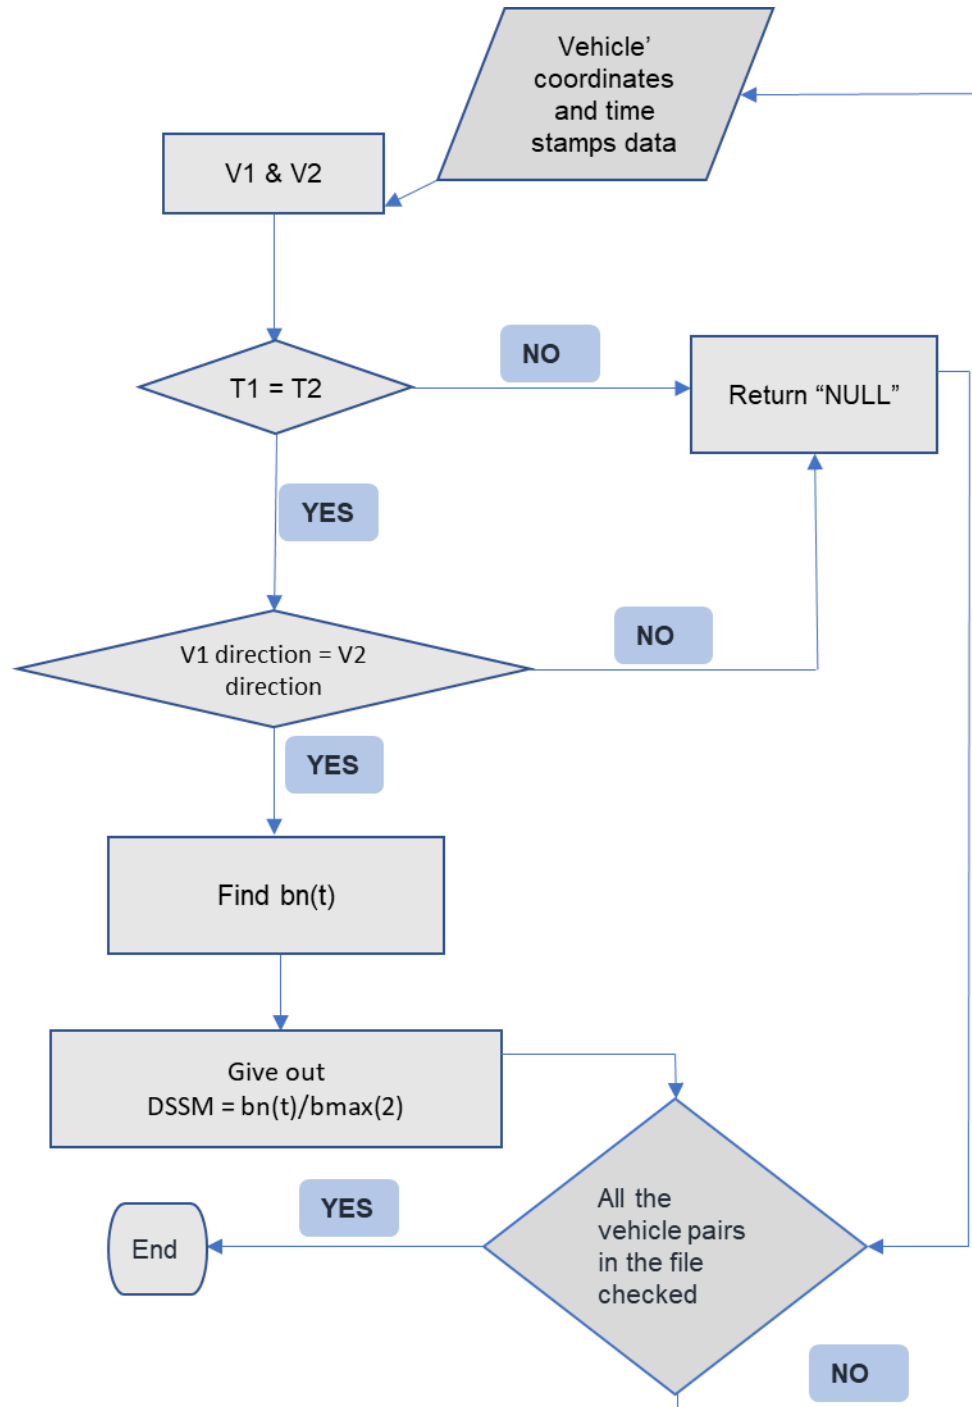 Vehicle’
coordinates
and time
stamps data
V1 & V2
T1 = T2
NO
Return “NULL”
YES
V1 direction = V2
direction
NO
YES
Find bn(t)
Give out
DSSM = bn(t)/bmax(2)
All the
vehicle pairs
in the file
checked
YES
End
NO